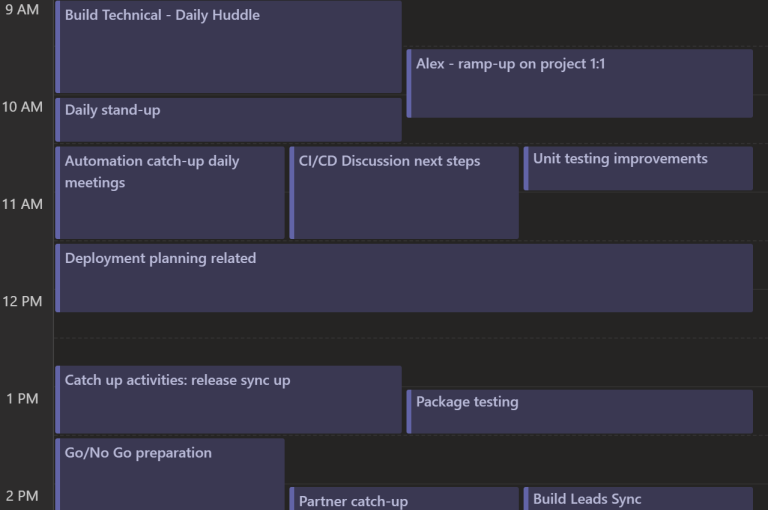 9 AM
Build Technical - Daily Huddle
Alex - ramp-up on project 1:1
10 AM
Daily stand-up
Automation catch-up daily
meetings
CI/CD Discussion next steps
Unit testing improvements
11 AM
Deployment planning related
12 PM
Catch up activities: release sync up
1 PM
Package testing
Go/No Go preparation
2 PM
Partner catch-up
Build Leads Sync